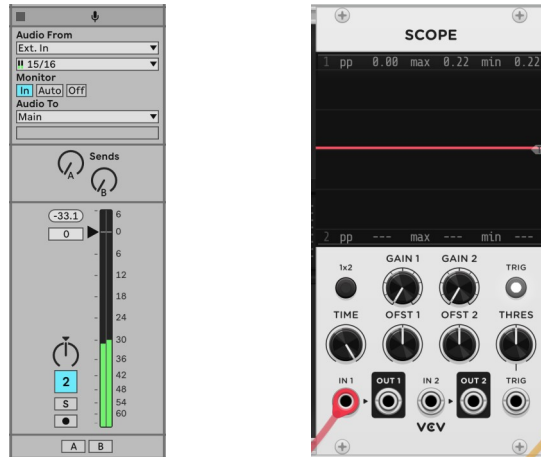 Audio From
Ext. In
15/16
Monitor
In Auto Off
Audio To
Main
Sends
A
B
-33.1
0
6
0
6
12
18
24
30
36
42
48
54
60
2
S
A B
SCOPE
1 pp 0.00 max 0.22 min 0.22
2 pp --- max --- min ---
1x2 GAIN 1 GAIN 2 TRIG
TIME OFST 1 OFST 2 THRES
IN 1 OUT 1 IN 2 OUT 2 TRIG
VCV